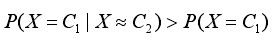 P(X = C₁ | X ≈ C₂) > P(X = C₁)